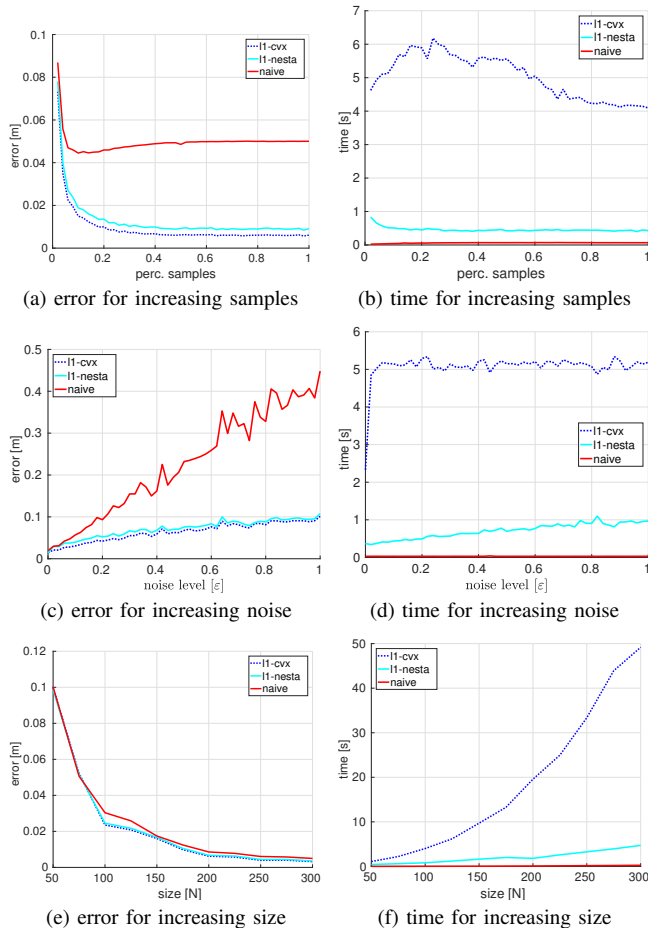 0.1
0.08
0.06
0.04
0.02
0
error [m]
0 0.2 0.4 0.6 0.8 1
perc. samples
l1-cvx
l1-nesta
naive
(a) error for increasing samples
7
6
5
4
3
2
1
0
time [s]
0 0.2 0.4 0.6 0.8 1
perc. samples
l1-cvx
l1-nesta
naive
(b) time for increasing samples
0.5
0.4
0.3
0.2
0.1
0
error [m]
0 0.2 0.4 0.6 0.8 1
noise level [ε]
l1-cvx
l1-nesta
naive
(c) error for increasing noise
6
5
4
3
2
1
0
time [s]
0 0.2 0.4 0.6 0.8 1
noise level [ε]
l1-cvx
l1-nesta
naive
(d) time for increasing noise
0.12
0.1
0.08
0.06
0.04
0.02
0
error [m]
50 100 150 200 250 300
size [N]
l1-cvx
l1-nesta
naive
(e) error for increasing size
50
40
30
20
10
0
time [s]
50 100 150 200 250 300
size [N]
l1-cvx
l1-nesta
naive
(f) time for increasing size